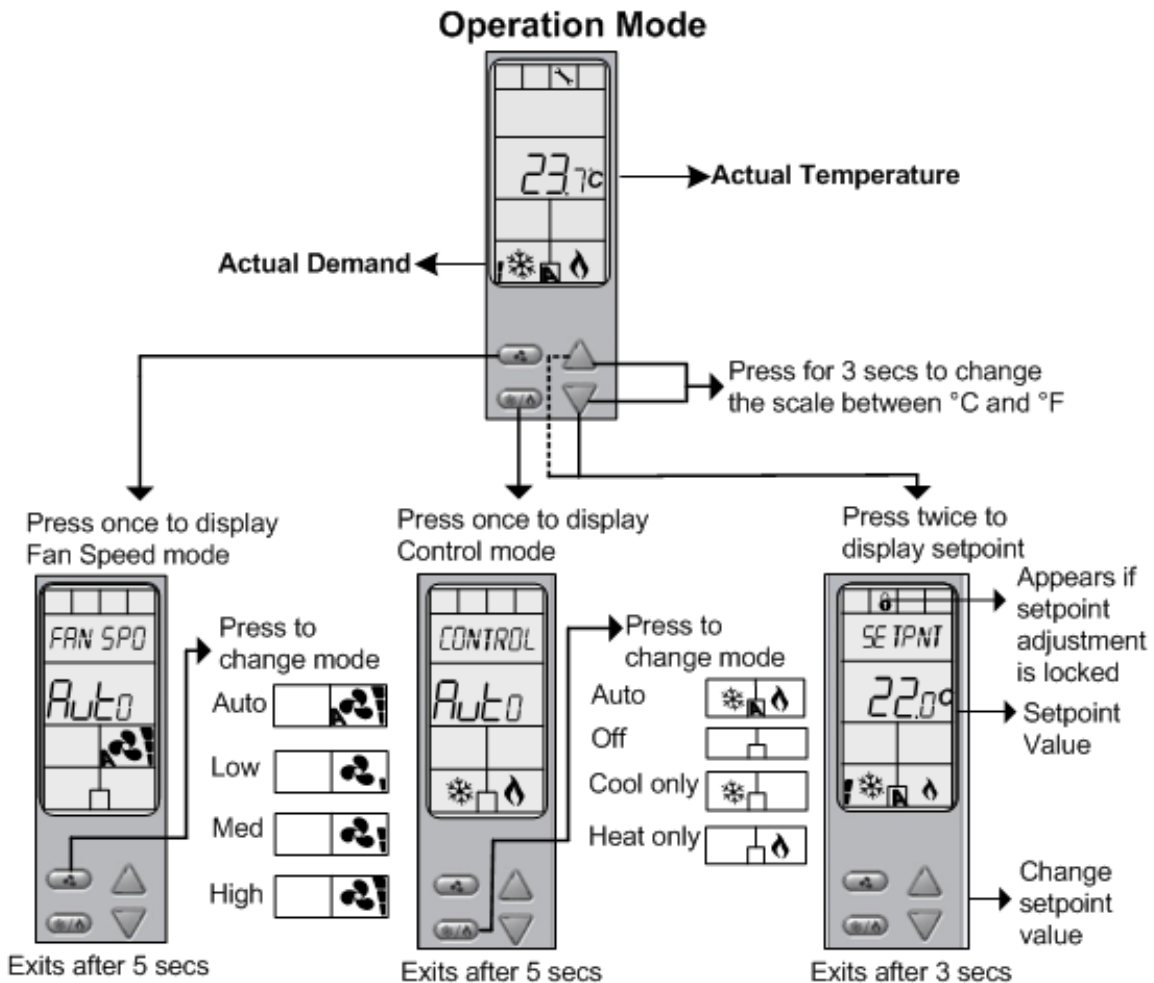 Operation Mode
23.7°C
Actual Temperature
Actual Demand
A
Press for 3 secs to change
the scale between °C and °F
Press once to display
Fan Speed mode
Press once to display
Control mode
Press twice to
display setpoint
FAN SPD
Auto
A
Press to
change mode
Auto
A
Low
Med
High
Exits after 5 secs
CONTROL
Auto
Press to
change mode
Auto
A
Off
Cool only
Heat only
Exits after 5 secs
SETPNT
22.0°
A
Appears if
setpoint
adjustment
is locked
Setpoint
Value
Change
setpoint
value
Exits after 3 secs